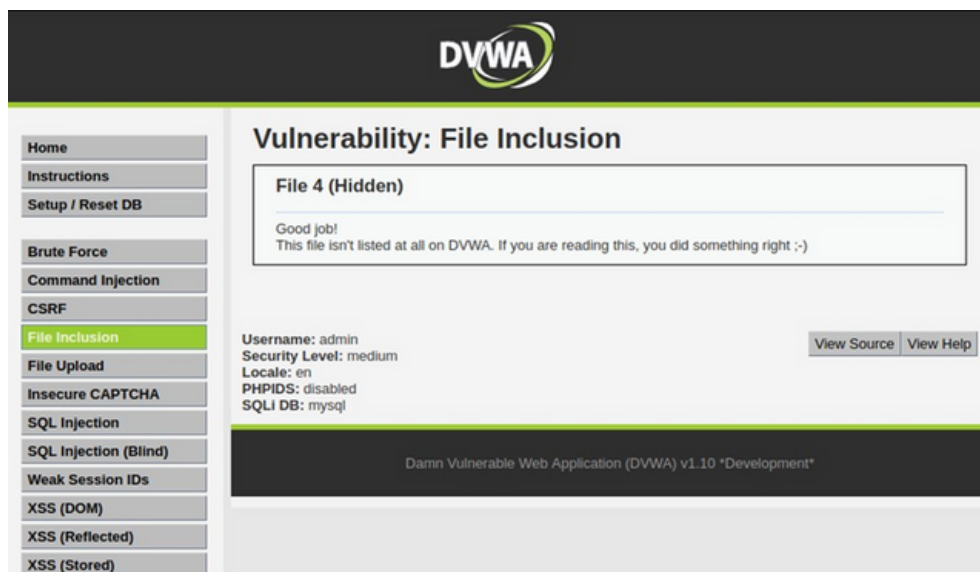 DVWA
Home
Instructions
Setup / Reset DB
Brute Force
Command Injection
CSRF
File Inclusion
File Upload
Insecure CAPTCHA
SQL Injection
SQL Injection (Blind)
Weak Session IDs
XSS (DOM)
XSS (Reflected)
XSS (Stored)
Vulnerability: File Inclusion
File 4 (Hidden)
Good job!
This file isn't listed at all on DVWA. If you are reading this, you did something right ;-)
Username: admin
Security Level: medium
Locale: en
PHPIDS: disabled
SQLi DB: mysql
View Source
View Help
Damn Vulnerable Web Application (DVWA) v1.10 *Development*